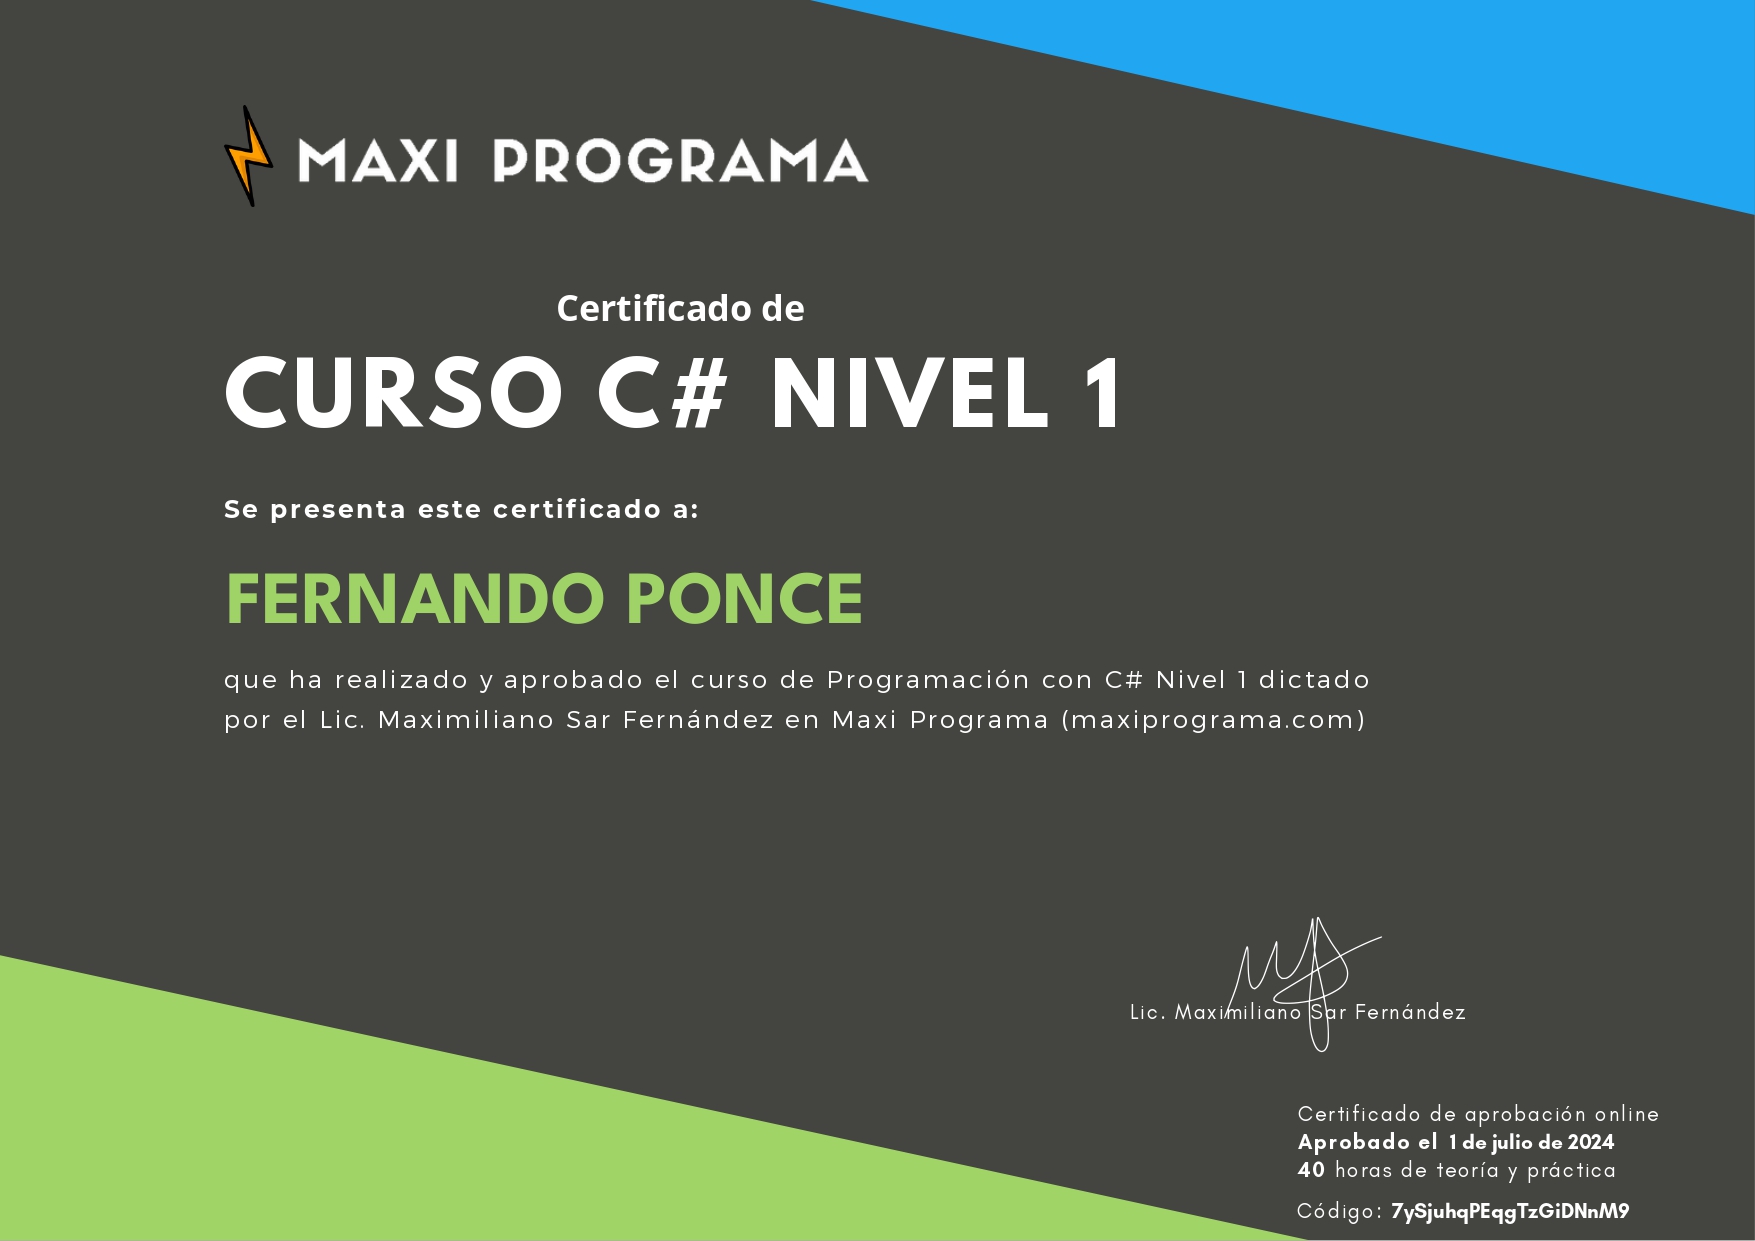 MAXI PROGRAMA
Certificado de
CURSO C# NIVEL 1
Se presenta este certificado a:
FERNANDO PONCE
que ha realizado y aprobado el curso de Programación con C# Nivel 1 dictado
por el Lic. Maximiliano Sar Fernández en Maxi Programa (maxiprograma.com)
Lic. Maximiliano Sar Fernández
Certificado de aprobación online
Aprobado el 1 de julio de 2024
40 horas de teoría y práctica
Código: 7ySjuhqPEqgTzGiDNnM9